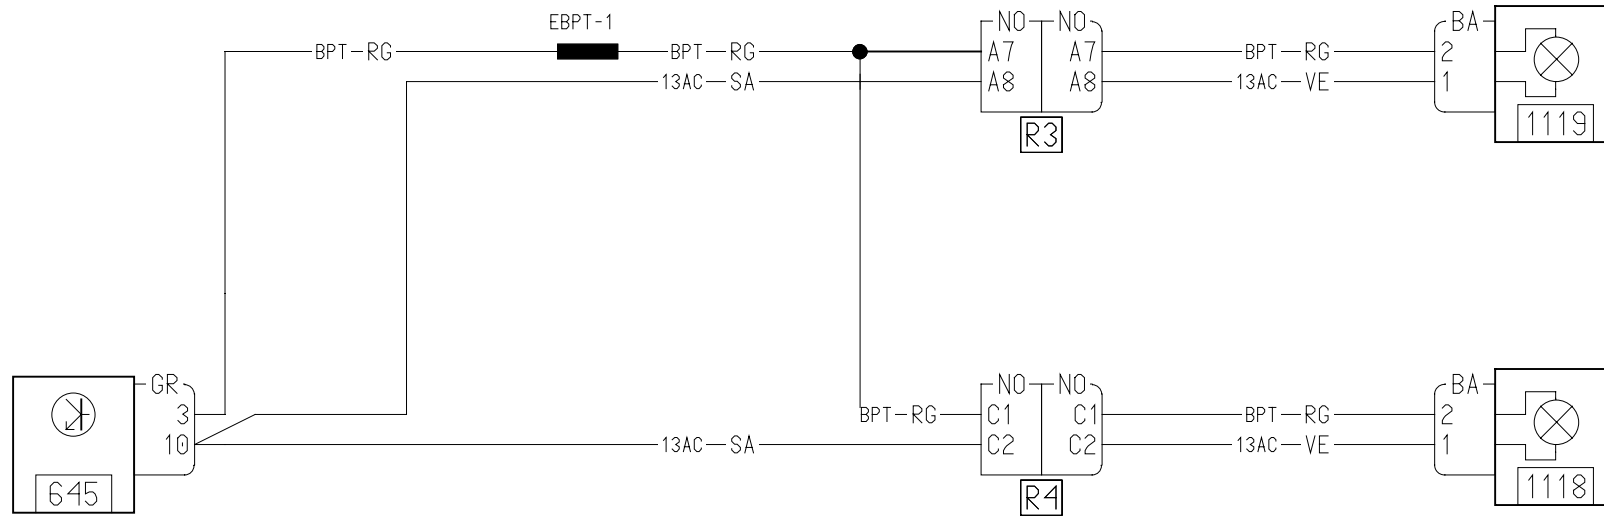 EBPT-1
NO NO BA
BPT RG BPT RG A7 A7 BPT RG 2
13AC SA A8 A8 13AC VE 1
1119
R3
GR NO NO BA
3 BPT RG C1 C1 BPT RG 2
10 13AC SA C2 C2 13AC VE 1
645 R4 1118